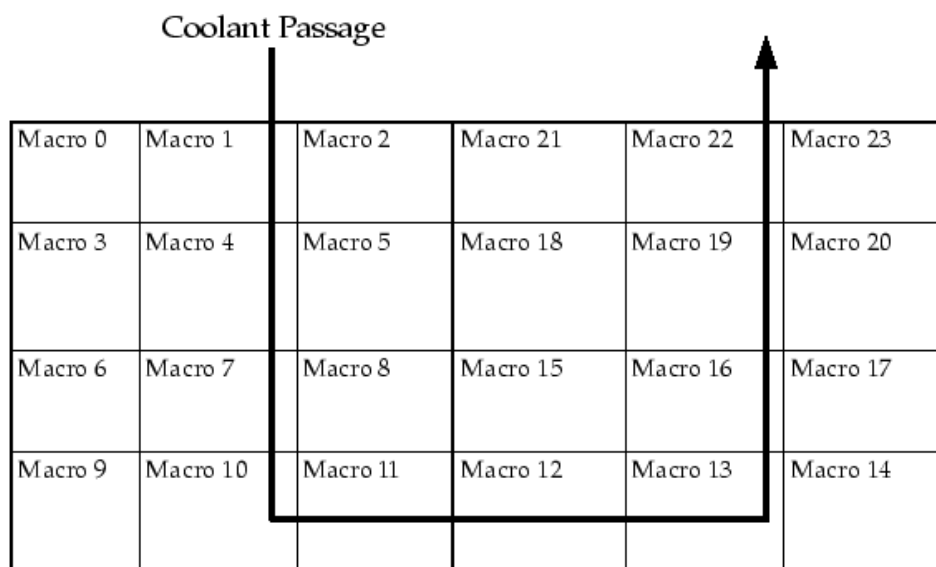 Coolant Passage
Macro 0 Macro 1 Macro 2 Macro 21 Macro 22 Macro 23
Macro 3 Macro 4 Macro 5 Macro 18 Macro 19 Macro 20
Macro 6 Macro 7 Macro 8 Macro 15 Macro 16 Macro 17
Macro 9 Macro 10 Macro 11 Macro 12 Macro 13 Macro 14